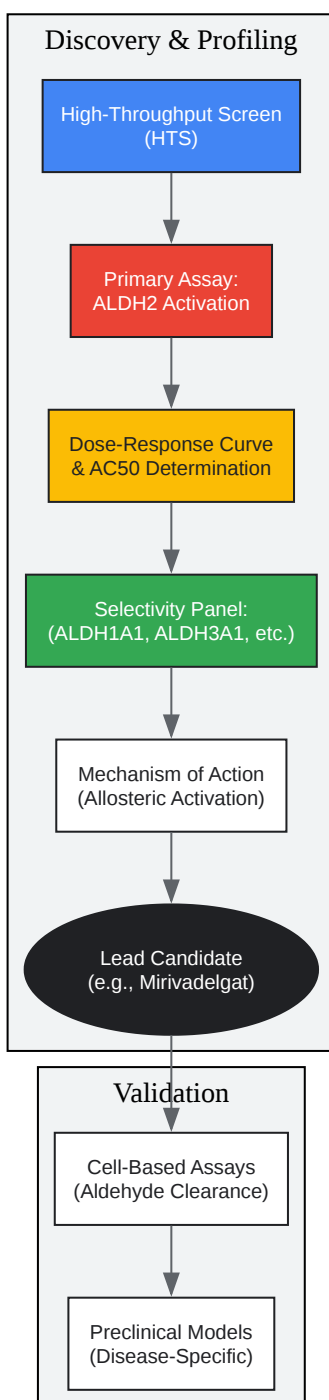 Discovery & Profiling
High-Throughput Screen
(HTS)
Primary Assay:
ALDH2 Activation
Dose-Response Curve
& AC50 Determination
Selectivity Panel:
(ALDH1A1, ALDH3A1, etc.)
Mechanism of Action
(Allosteric Activation)
Lead Candidate
(e.g., Mirivadelgat)
Validation
Cell-Based Assays
(Aldehyde Clearance)
Preclinical Models
(Disease-Specific)